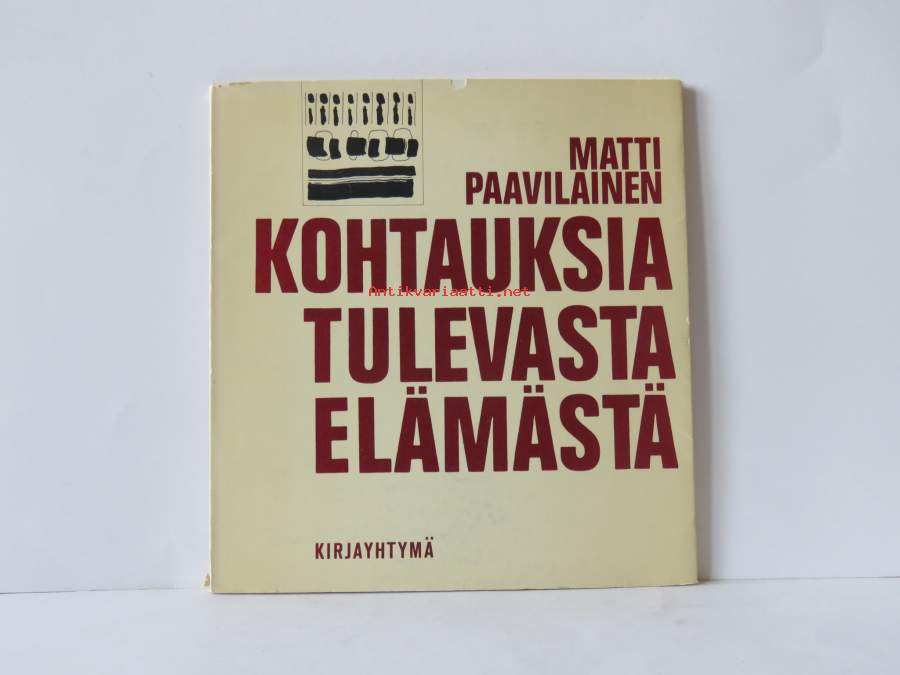 MATTI
PAAVILAINEN
KOHTAUKSIA
Antikvariaatti.net
TULEVASTA
ELÄMÄSTÄ
KIRJAYHTYMÄ